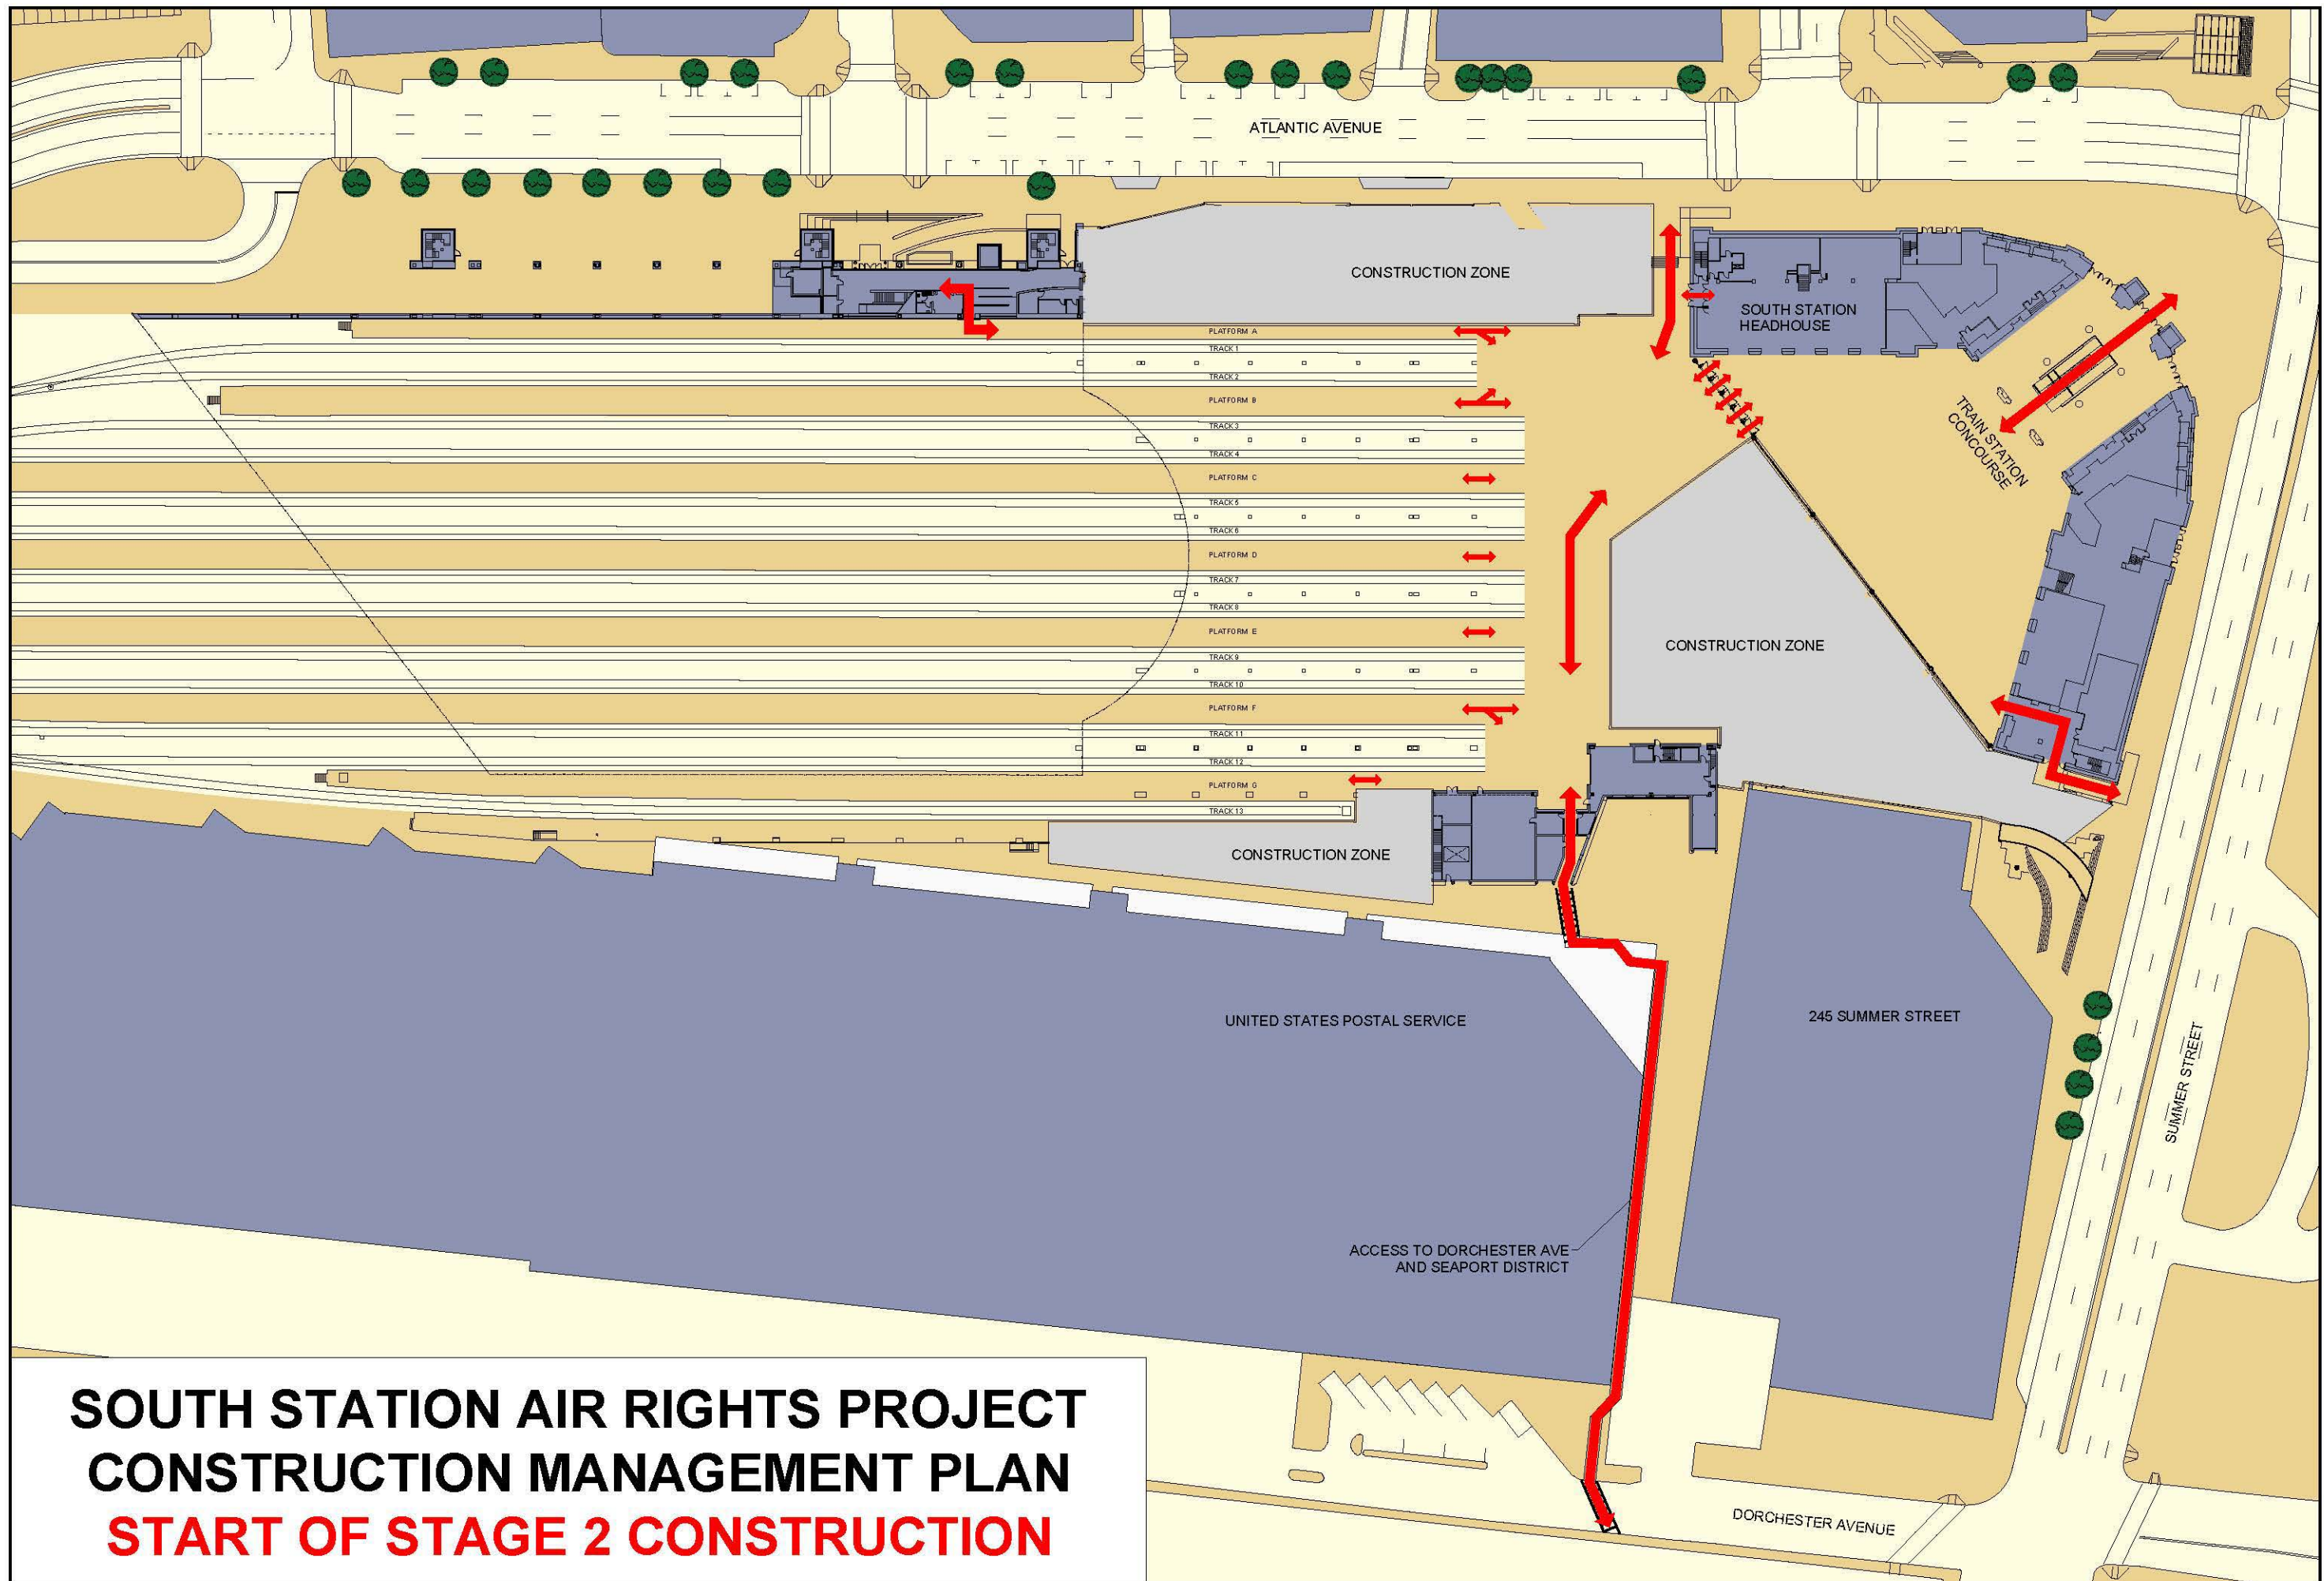 ATLANTIC AVENUE
CONSTRUCTION ZONE
SOUTH STATION
HEADHOUSE
TRAIN STATION
CONCOURSE
PLATFORM A
TRACK 1
TRACK 2
PLATFORM B
TRACK 3
TRACK 4
PLATFORM C
TRACK 5
TRACK 6
PLATFORM D
TRACK 7
TRACK 8
PLATFORM E
TRACK 9
TRACK 10
PLATFORM F
TRACK 11
TRACK 12
PLATFORM G
TRACK 13
CONSTRUCTION ZONE
CONSTRUCTION ZONE
UNITED STATES POSTAL SERVICE
245 SUMMER STREET
SUMMER STREET
ACCESS TO DORCHESTER AVE
AND SEAPORT DISTRICT
DORCHESTER AVENUE
SOUTH STATION AIR RIGHTS PROJECT
CONSTRUCTION MANAGEMENT PLAN
START OF STAGE 2 CONSTRUCTION